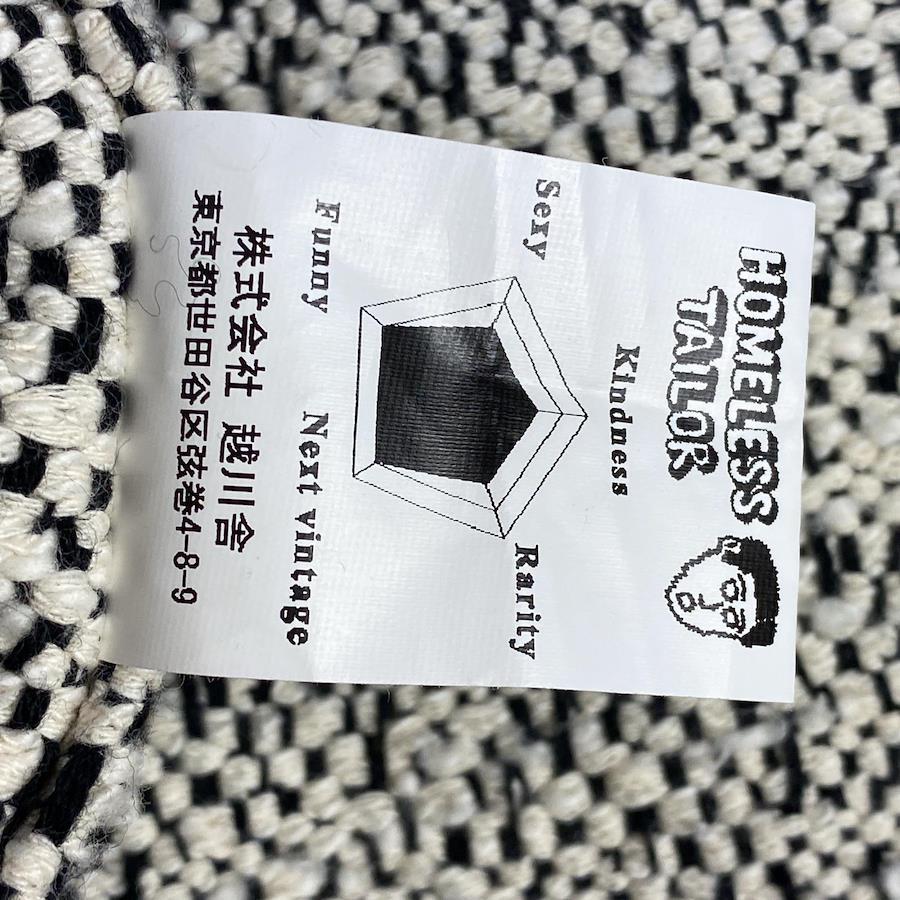 HOMELESS
TAILOR
Kindness
Sexy
Rarity
Funny
Next vintage
株式会社 越川舎
東京都世田谷区弦巻4-8-9